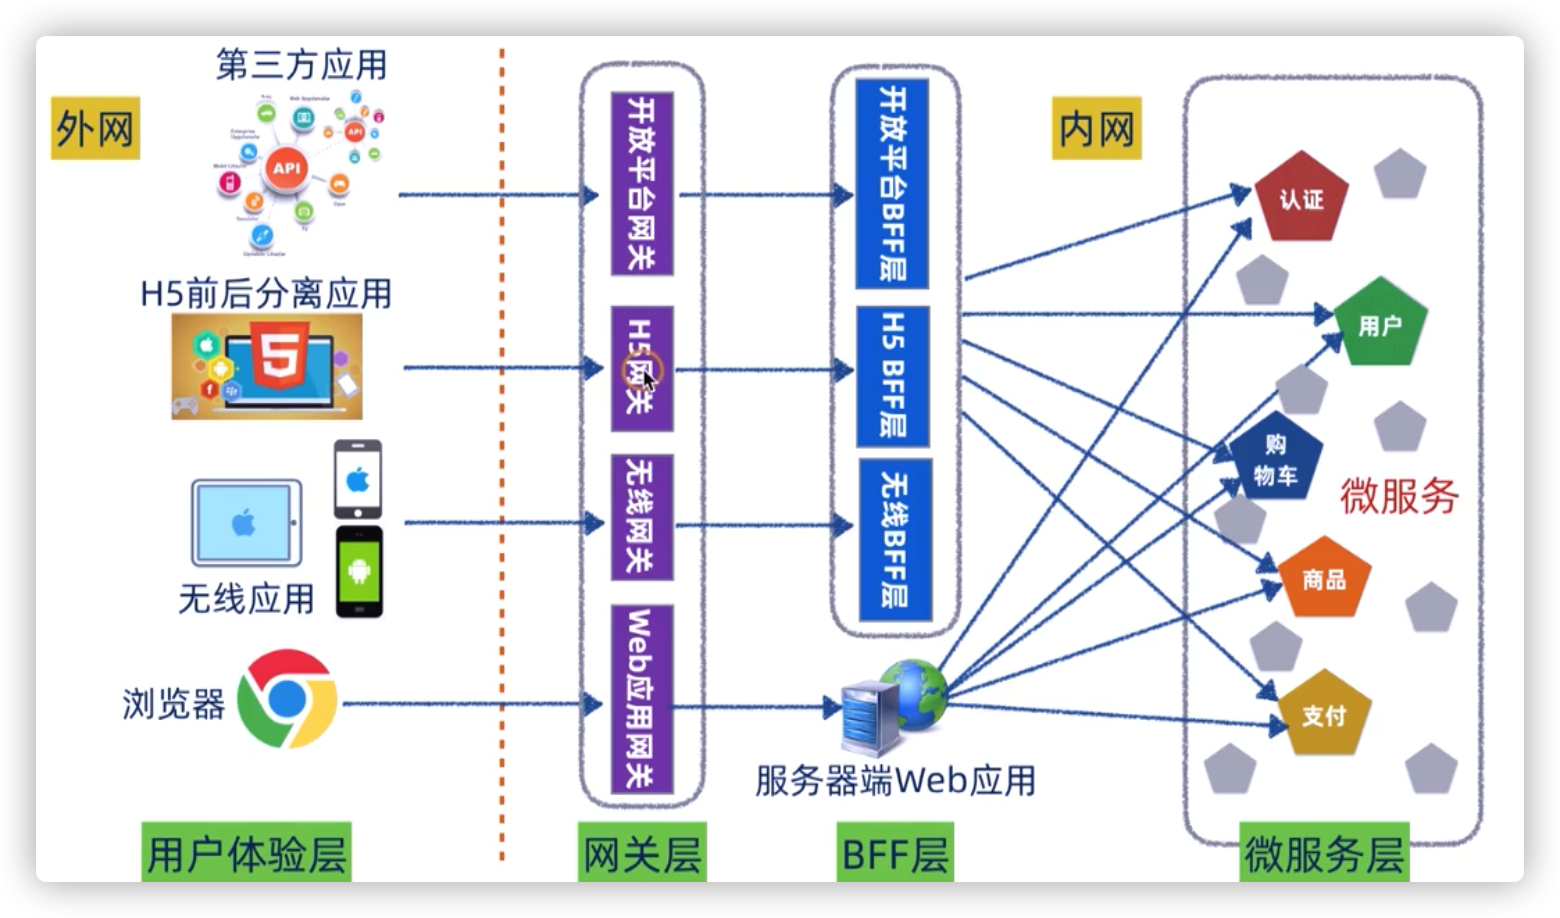 第三方应用
外网
API
API
H5前后分离应用
5
无线应用
浏览器
用户体验层
开放平台网关
H5网关
无线网关
Web应用网关
网关层
开放平台BFF层
H5 BFF层
无线BFF层
服务器端Web应用
BFF层
内网
认证
用户
购
物车
微服务
商品
支付
微服务层